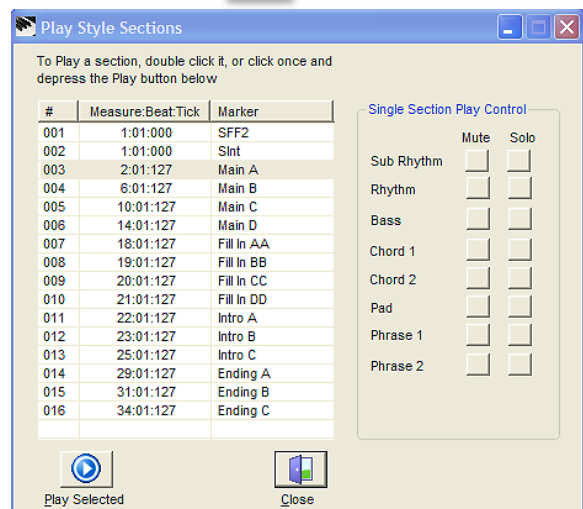 Play Style Sections
To Play a section, double click it, or click once and
depress the Play button below
# Measure:Beat:Tick Marker
001 1:01:000 SFF2
002 1:01:000 SInt
003 2:01:127 Main A
004 6:01:127 Main B
005 10:01:127 Main C
006 14:01:127 Main D
007 18:01:127 Fill In AA
008 19:01:127 Fill In BB
009 20:01:127 Fill In CC
010 21:01:127 Fill In DD
011 22:01:127 Intro A
012 23:01:127 Intro B
013 25:01:127 Intro C
014 29:01:127 Ending A
015 31:01:127 Ending B
016 34:01:127 Ending C
Single Section Play Control
Mute Solo
Sub Rhythm
Rhythm
Bass
Chord 1
Chord 2
Pad
Phrase 1
Phrase 2
Play Selected
Close